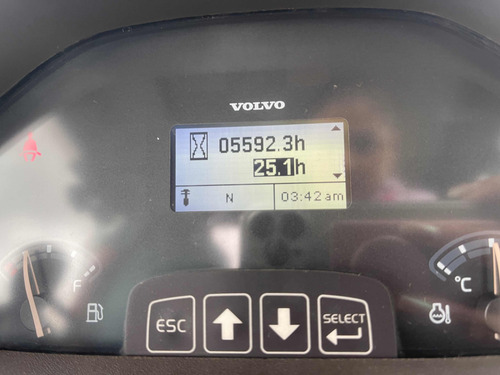 VOLVO
05592.3h
25.1h
N 03:42 am
F
°C
ESC
SELECT